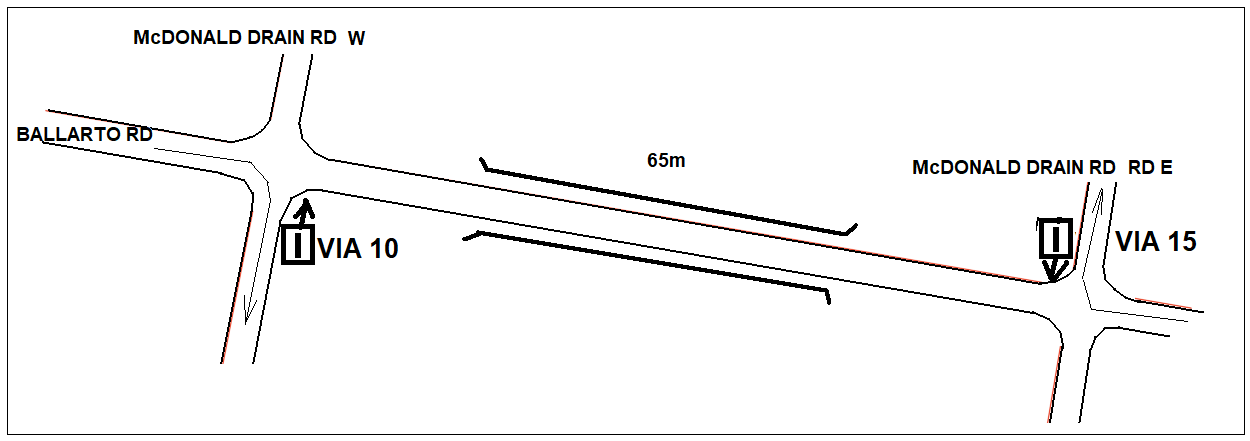 McDONALD DRAIN RD W
BALLARTO RD
65m
McDONALD DRAIN RD RD E
I VIA 10
I VIA 15